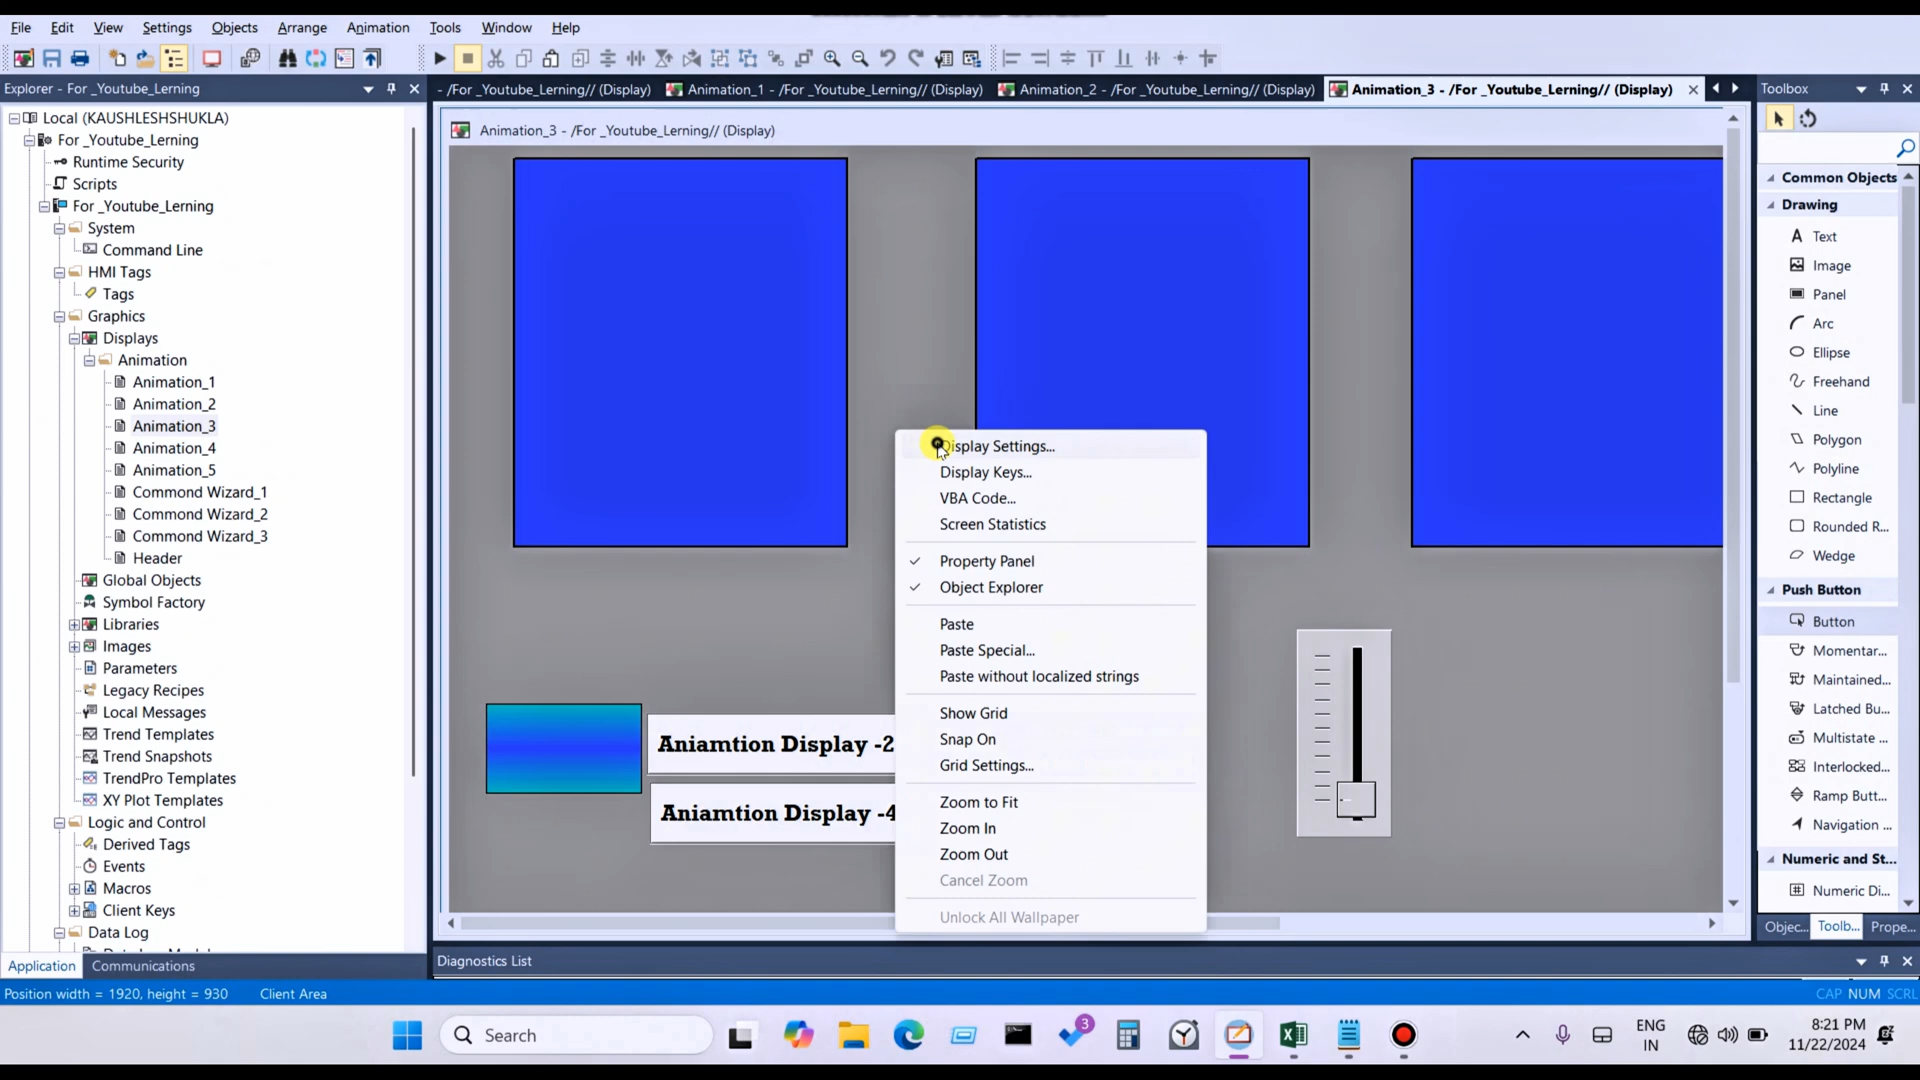 File Edit View Settings Objects Arrange Animation Tools Window Help
Explorer - For _Youtube_Lerning
Local (KAUSHLESHSHUKLA)
For _Youtube_Lerning
Runtime Security
Scripts
For _Youtube_Lerning
System
Command Line
HMI Tags
Tags
Graphics
Displays
Animation
Animation_1
Animation_2
Animation_3
Animation_4
Animation_5
Commond Wizard_1
Commond Wizard_2
Commond Wizard_3
Header
Global Objects
Symbol Factory
Libraries
Images
Parameters
Legacy Recipes
Local Messages
Trend Templates
Trend Snapshots
TrendPro Templates
XY Plot Templates
Logic and Control
Derived Tags
Events
Macros
Client Keys
Data Log
Application Communications
- /For _Youtube_Lerning// (Display) Animation_1 - /For _Youtube_Lerning// (Display) Animation_2 - /For _Youtube_Lerning// (Display) Animation_3 - /For _Youtube_Lerning// (Display)
Animation_3 - /For _Youtube_Lerning// (Display)
Aniamtion Display -2
Aniamtion Display -4
Display Settings...
Display Keys...
VBA Code...
Screen Statistics
Property Panel
Object Explorer
Paste
Paste Special...
Paste without localized strings
Show Grid
Snap On
Grid Settings...
Zoom to Fit
Zoom In
Zoom Out
Cancel Zoom
Unlock All Wallpaper
Toolbox
Common Objects
Drawing
Text
Image
Panel
Arc
Ellipse
Freehand
Line
Polygon
Polyline
Rectangle
Rounded R...
Wedge
Push Button
Button
Momentar...
Maintained...
Latched Bu...
Multistate ...
Interlocked...
Ramp Butt...
Navigation ...
Numeric and St...
Numeric Di...
Objec... Toolb... Prope...
Diagnostics List
Position width = 1920, height = 930 Client Area CAP NUM SCRL
Search
3
ENG
IN
8:21 PM
11/22/2024